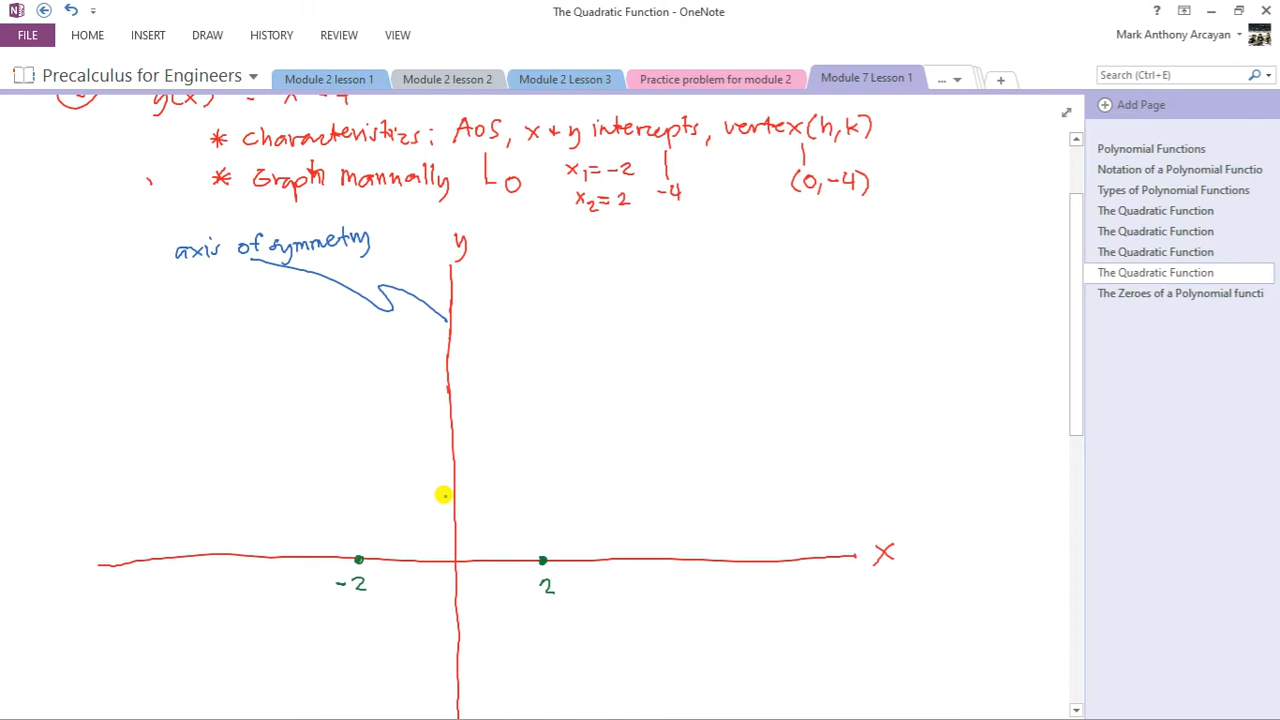 The Quadratic Function - OneNote
FILE HOME INSERT DRAW HISTORY REVIEW VIEW
Mark Anthony Arcayan
Precalculus for Engineers
Module 2 lesson 1 Module 2 lesson 2 Module 2 Lesson 3 Practice problem for module 2 Module 7 Lesson 1 ...
Search (Ctrl+E)
Add Page
Polynomial Functions
Notation of a Polynomial Functio
Types of Polynomial Functions
The Quadratic Function
The Quadratic Function
The Quadratic Function
The Quadratic Function
The Zeroes of a Polynomial functi
* characteristics: AoS, x + y intercepts, vertex (h, k)
* Graph mannally 0 x1 = -2 -4 (0, -4)
x2 = 2
axis of symmetry
y
x
-2
2